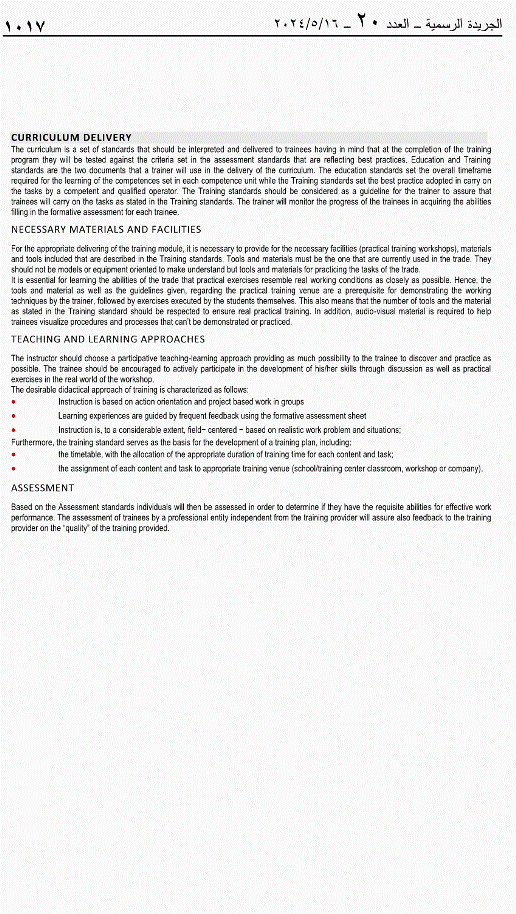 الجريدة الرسمية ــ العدد ٢٠ ــ ٢٠٢٤/٥/١٦
١٠١٧
CURRICULUM DELIVERY
The curriculum is a set of standards that should be interpreted and delivered to trainees having in mind that at the completion of the training
program they will be tested against the criteria set in the assessment standards that are reflecting best practices. Education and Training
standards are the two documents that a trainer will use in the delivery of the curriculum. The education standards set the overall timeframe
required for the learning of the competences set in each competence unit while the Training standards set the best practice adopted in carry on
the tasks by a competent and qualified operator. The Training standards should be considered as a guideline for the trainer to assure that
trainees will carry on the tasks as stated in the Training standards. The trainer will monitor the progress of the trainees in acquiring the abilities
filling in the formative assessment for each trainee.
NECESSARY MATERIALS AND FACILITIES
For the appropriate delivering of the training module, it is necessary to provide for the necessary facilities (practical training workshops), materials
and tools included that are described in the Training standards. Tools and materials must be the one that are currently used in the trade. They
should not be models or equipment oriented to make understand but tools and materials for practicing the tasks of the trade.
It is essential for learning the abilities of the trade that practical exercises resemble real working conditions as closely as possible. Hence, the
tools and material as well as the guidelines given, regarding the practical training venue are a prerequisite for demonstrating the working
techniques by the trainer, followed by exercises executed by the students themselves. This also means that the number of tools and the material
as stated in the Training standard should be respected to ensure real practical training. In addition, audio-visual material is required to help
trainees visualize procedures and processes that can't be demonstrated or practiced.
TEACHING AND LEARNING APPROACHES
The instructor should choose a participative teaching-learning approach providing as much possibility to the trainee to discover and practice as
possible. The trainee should be encouraged to actively participate in the development of his/her skills through discussion as well as practical
exercises in the real world of the workshop.
The desirable didactical approach of training is characterized as follows:
• Instruction is based on action orientation and project based work in groups
• Learning experiences are guided by frequent feedback using the formative assessment sheet
• Instruction is, to a considerable extent, field− centered − based on realistic work problem and situations;
Furthermore, the training standard serves as the basis for the development of a training plan, including:
• the timetable, with the allocation of the appropriate duration of training time for each content and task;
• the assignment of each content and task to appropriate training venue (school/training center classroom, workshop or company).
ASSESSMENT
Based on the Assessment standards individuals will then be assessed in order to determine if they have the requisite abilities for effective work
performance. The assessment of trainees by a professional entity independent from the training provider will assure also feedback to the training
provider on the "quality" of the training provided.